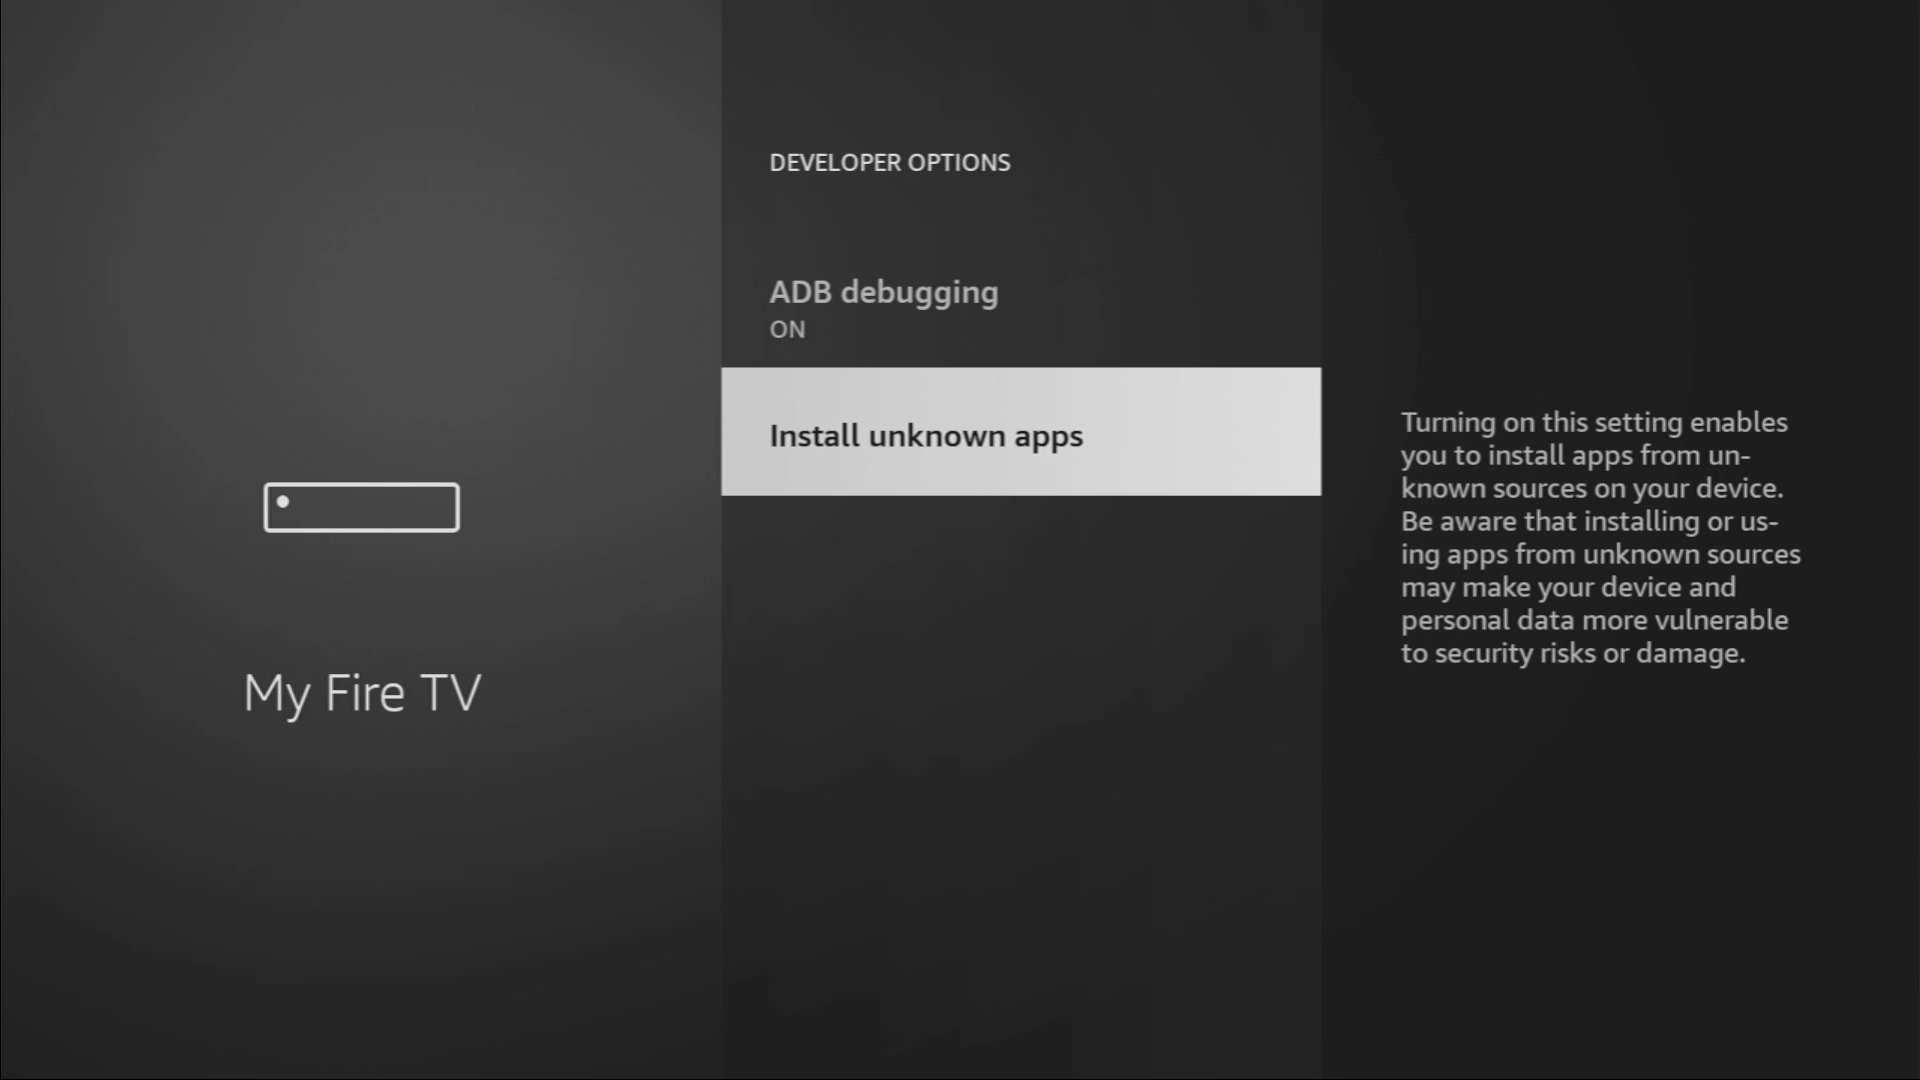 DEVELOPER OPTIONS
ADB debugging
ON
Install unknown apps
My Fire TV
Turning on this setting enables
you to install apps from un-
known sources on your device.
Be aware that installing or us-
ing apps from unknown sources
may make your device and
personal data more vulnerable
to security risks or damage.